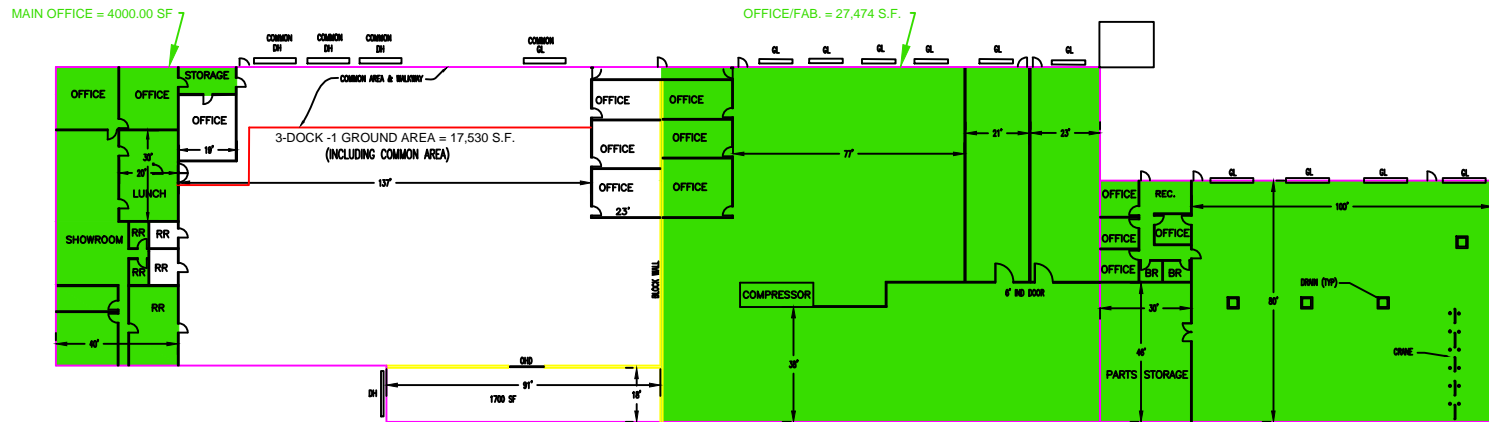 MAIN OFFICE = 4000.00 SF
OFFICE/FAB. = 27,474 S.F.
COMMON
DH
COMMON
DH
COMMON
DH
COMMON
GL
GL
GL
GL
GL
GL
GL
STORAGE
COMMON AREA & WALKWAY
OFFICE
OFFICE
OFFICE
OFFICE
OFFICE
3-DOCK -1 GROUND AREA = 17,530 S.F.
(INCLUDING COMMON AREA)
OFFICE
OFFICE
21'
23'
18'
30'
20'
77'
137'
LUNCH
OFFICE
OFFICE
23'
GL
GL
GL
GL
OFFICE
REC.
100'
SHOWROOM
RR
RR
OFFICE
OFFICE
RR
RR
OFFICE
BR
BR
BLOCK WALL
COMPRESSOR
6' IND DOOR
DRAIN (TYP)
RR
30'
80'
40'
38'
46'
CRANE
OHD
DH
91'
18'
1700 SF
PARTS STORAGE